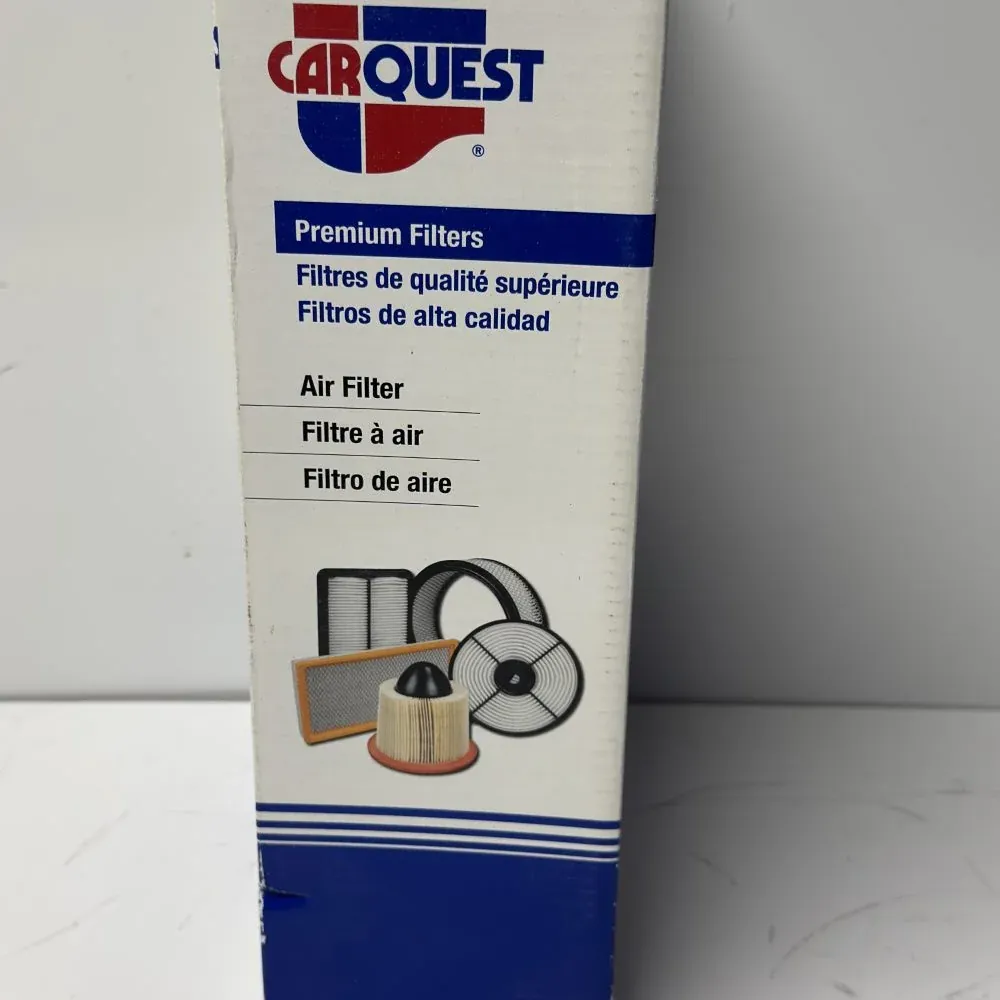 CARQUEST
®
Premium Filters
Filtres de qualité supérieure
Filtros de alta calidad
Air Filter
Filtre à air
Filtro de aire